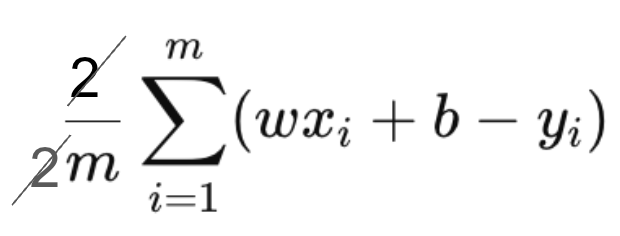 2/2m ∑_{i=1}^{m} (wx_i + b − y_i)